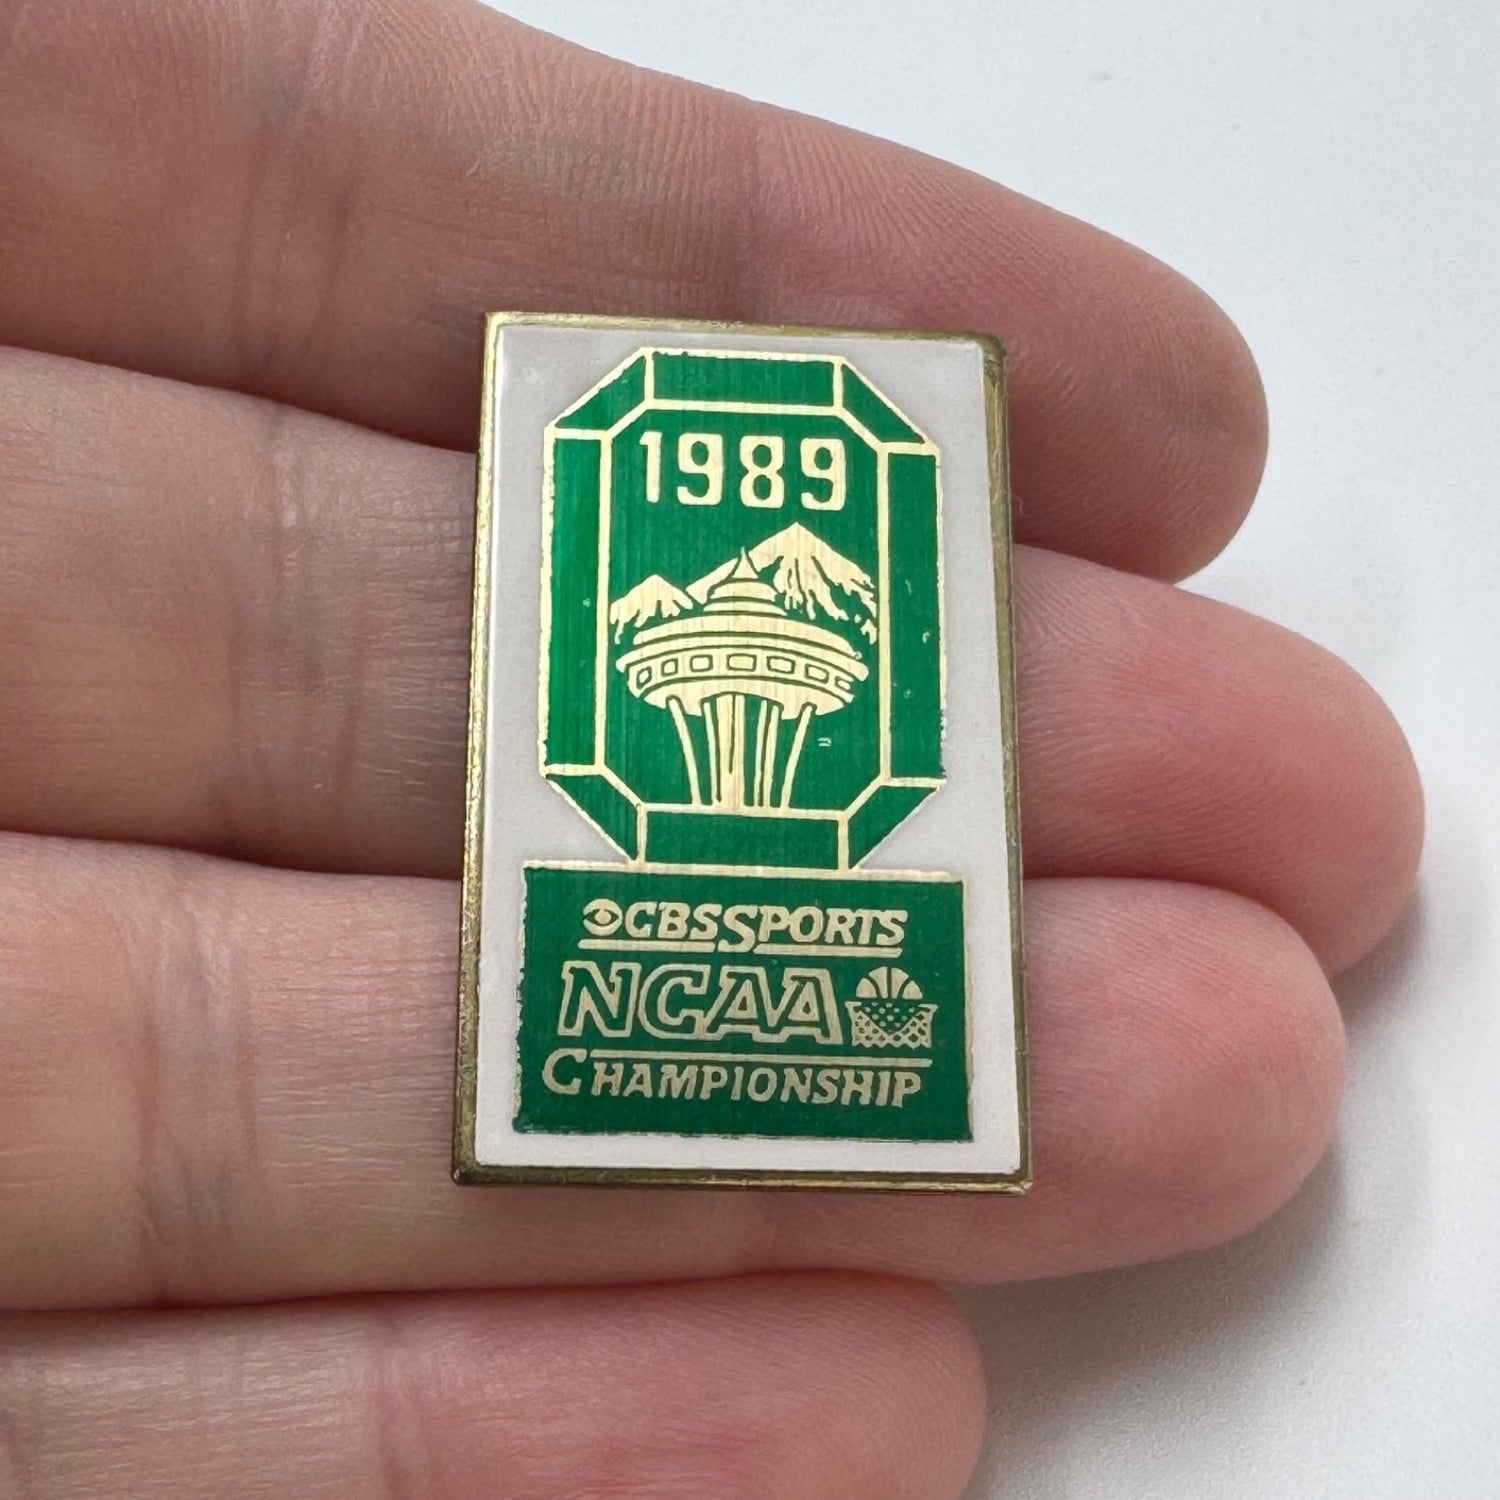 1989
CBS SPORTS
NCAA
CHAMPIONSHIP